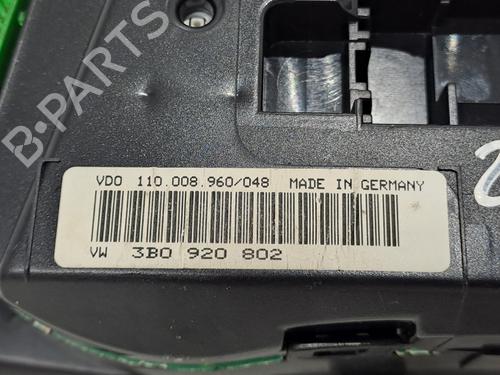 B-PARTS
VDO 110.008.960/048 MADE IN GERMANY
VW 3B0 920 802